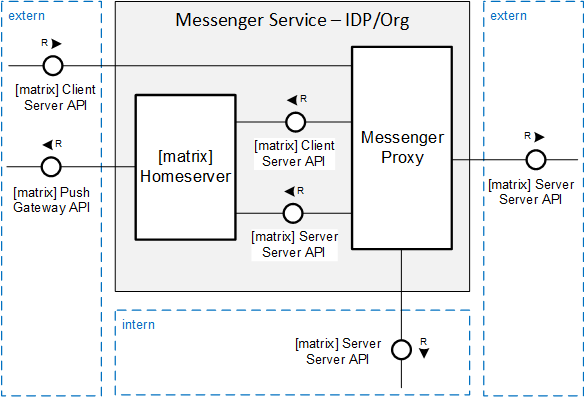 extern
Messenger Service – IDP/Org
extern
R
[matrix] Client
Server API
R
[matrix] Push
Gateway API
[matrix]
Homeserver
R
[matrix] Client
Server API
R
[matrix] Server
Server API
Messenger
Proxy
R
[matrix] Server
Server API
intern
[matrix] Server
Server API
R